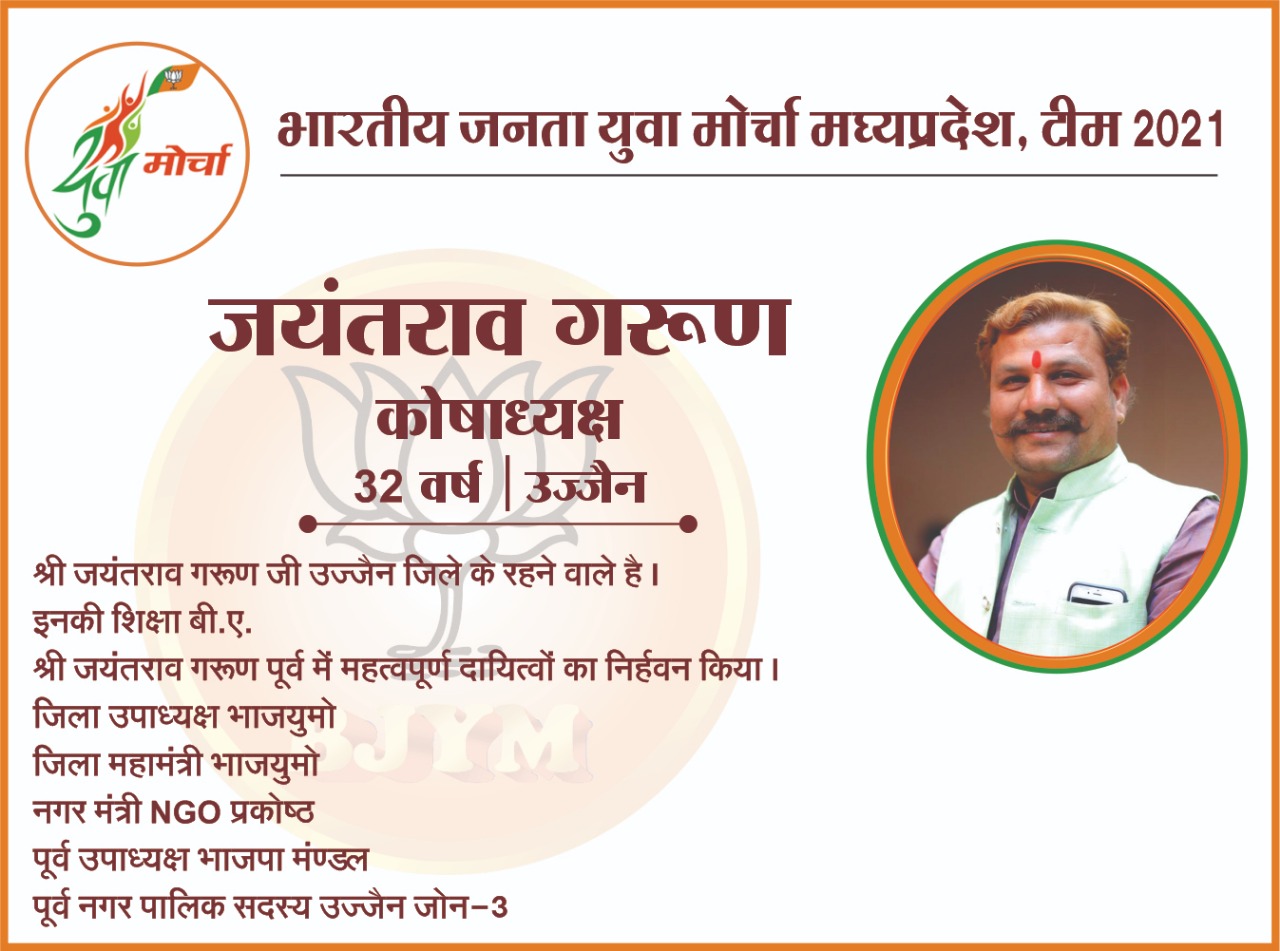 युवा मोर्चा
भारतीय जनता युवा मोर्चा मघ्यप्रदेश, टीम 2021
जयंतराव गरूण
कोषाध्यक्ष
32 वर्ष | उज्जैन
श्री जयंतराव गरूण जी उज्जैन जिले के रहने वाले है।
इनकी शिक्षा बी.ए.
श्री जयंतराव गरूण पूर्व में महत्वपूर्ण दायित्वों का निर्हवन किया।
जिला उपाध्यक्ष भाजयुमो
जिला महामंत्री भाजयुमो
नगर मंत्री NGO प्रकोष्ठ
पूर्व उपाध्यक्ष भाजपा मंण्डल
पूर्व नगर पालिक सदस्य उज्जैन जोन-3
BJYM